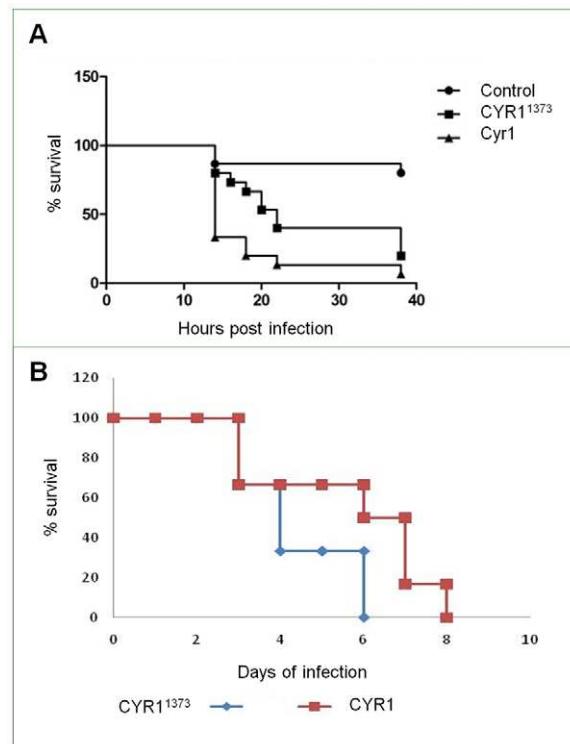 A
150
100
50
0
% survival
0 10 20 30 40
Hours post infection
Control
CYR1¹³⁷³
Cyr1
B
120
100
80
60
40
20
0
% survival
0 2 4 6 8 10
Days of infection
CYR1¹³⁷³ CYR1